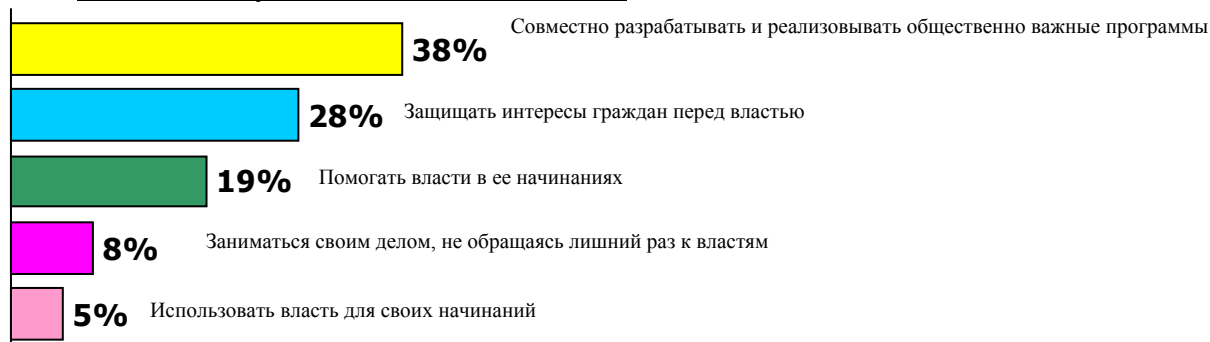 Совместно разрабатывать и реализовывать общественно важные программы
38%
28% Защищать интересы граждан перед властью
19% Помогать власти в ее начинаниях
8% Заниматься своим делом, не обращаясь лишний раз к властям
5% Использовать власть для своих начинаний